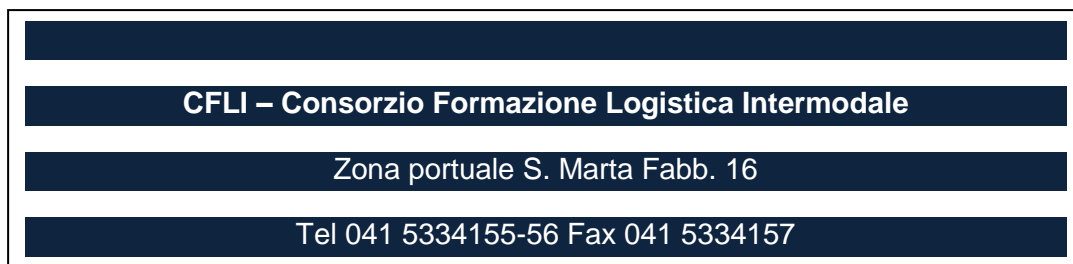 CFLI – Consorzio Formazione Logistica Intermodale
Zona portuale S. Marta Fabb. 16
Tel 041 5334155-56 Fax 041 5334157